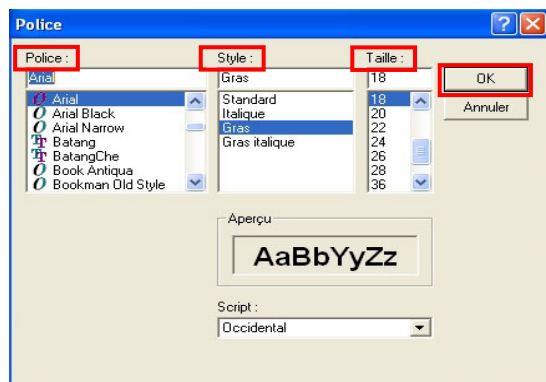 Police
Police :
Style :
Taille :
Arial
Gras
18
OK
Arial
Arial Black
Arial Narrow
Batang
BatangChe
Book Antiqua
Bookman Old Style
Standard
Italique
Gras
Gras italique
18
20
22
24
26
28
36
Annuler
Aperçu
AaBbYyZz
Script :
Occidental